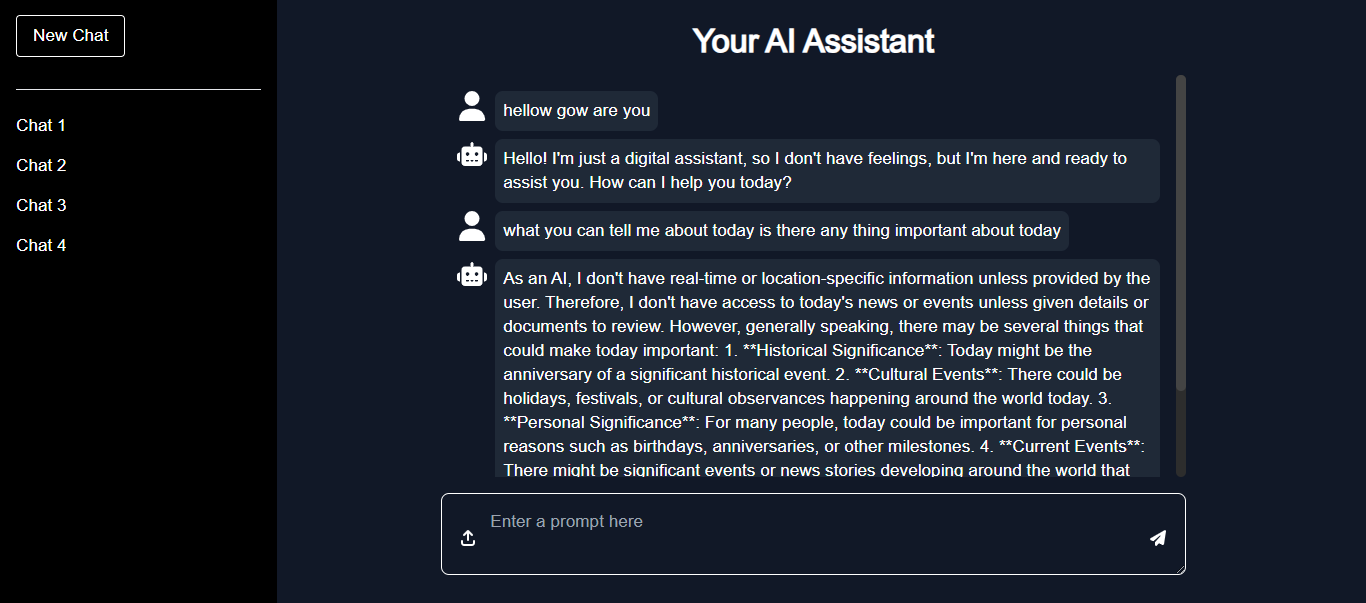 New Chat
Chat 1
Chat 2
Chat 3
Chat 4
Your AI Assistant
hellow gow are you
Hello! I'm just a digital assistant, so I don't have feelings, but I'm here and ready to
assist you. How can I help you today?
what you can tell me about today is there any thing important about today
As an AI, I don't have real-time or location-specific information unless provided by the
user. Therefore, I don't have access to today's news or events unless given details or
documents to review. However, generally speaking, there may be several things that
could make today important: 1. **Historical Significance**: Today might be the
anniversary of a significant historical event. 2. **Cultural Events**: There could be
holidays, festivals, or cultural observances happening around the world today. 3.
**Personal Significance**: For many people, today could be important for personal
reasons such as birthdays, anniversaries, or other milestones. 4. **Current Events**:
There might be significant events or news stories developing around the world that
Enter a prompt here